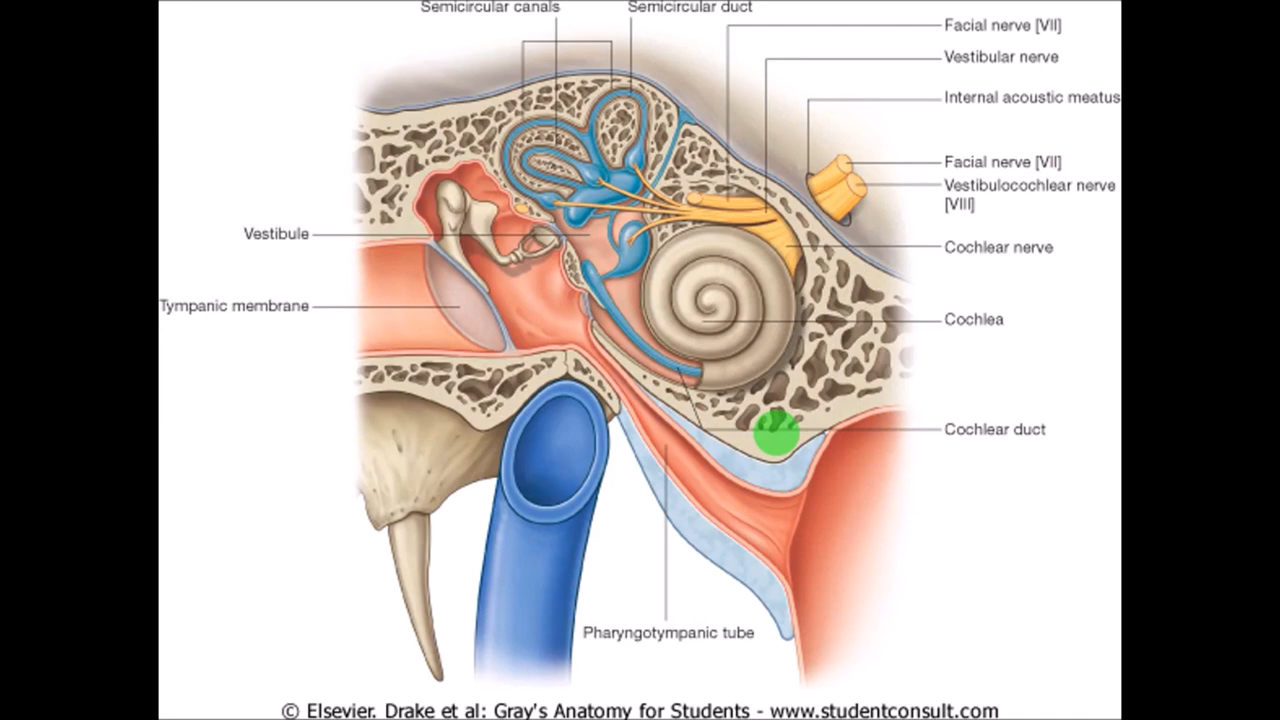 Semicircular canals
Semicircular duct
Facial nerve [VII]
Vestibular nerve
Internal acoustic meatus
Facial nerve [VII]
Vestibulocochlear nerve
[VIII]
Vestibule
Cochlear nerve
Tympanic membrane
Cochlea
Cochlear duct
Pharyngotympanic tube
© Elsevier. Drake et al: Gray's Anatomy for Students - www.studentconsult.com